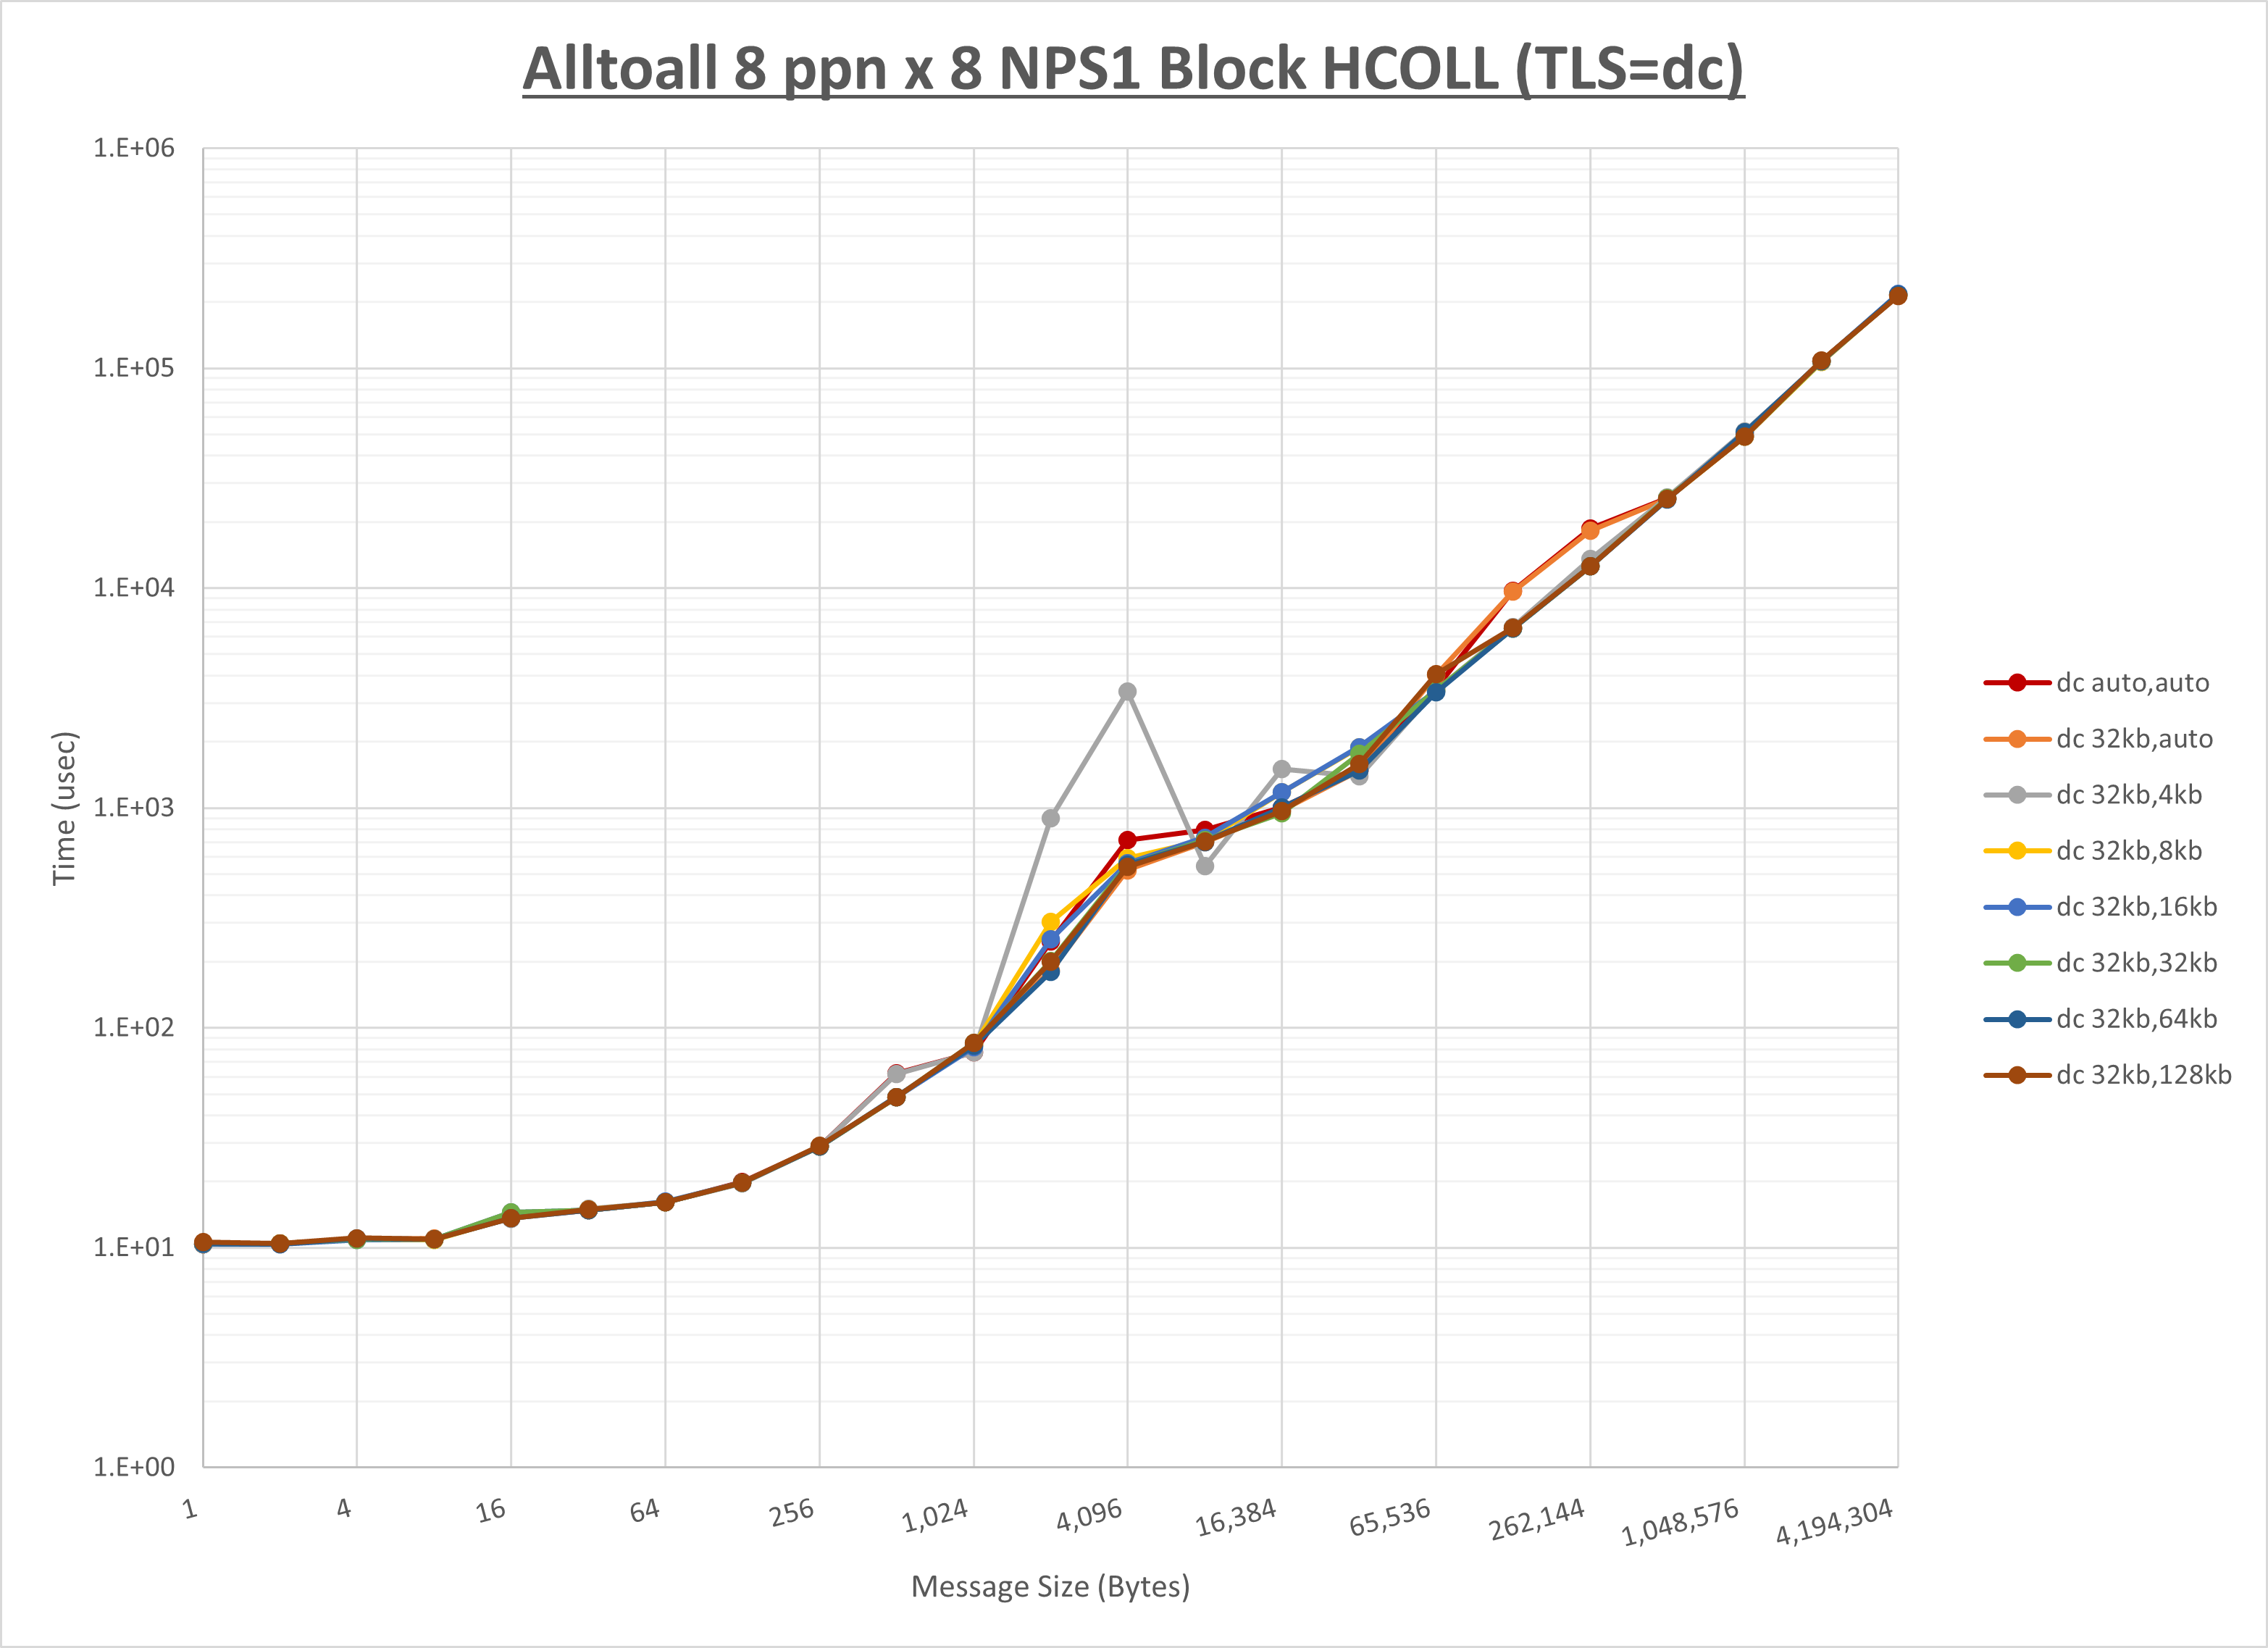 Alltoall 8 ppn x 8 NPS1 Block HCOLL (TLS=dc)
1.E+06
1.E+05
1.E+04
1.E+03
1.E+02
1.E+01
1.E+00
Time (usec)
1
4
16
64
256
1,024
4,096
16,384
65,536
262,144
1,048,576
4,194,304
Message Size (Bytes)
dc auto,auto
dc 32kb,auto
dc 32kb,4kb
dc 32kb,8kb
dc 32kb,16kb
dc 32kb,32kb
dc 32kb,64kb
dc 32kb,128kb